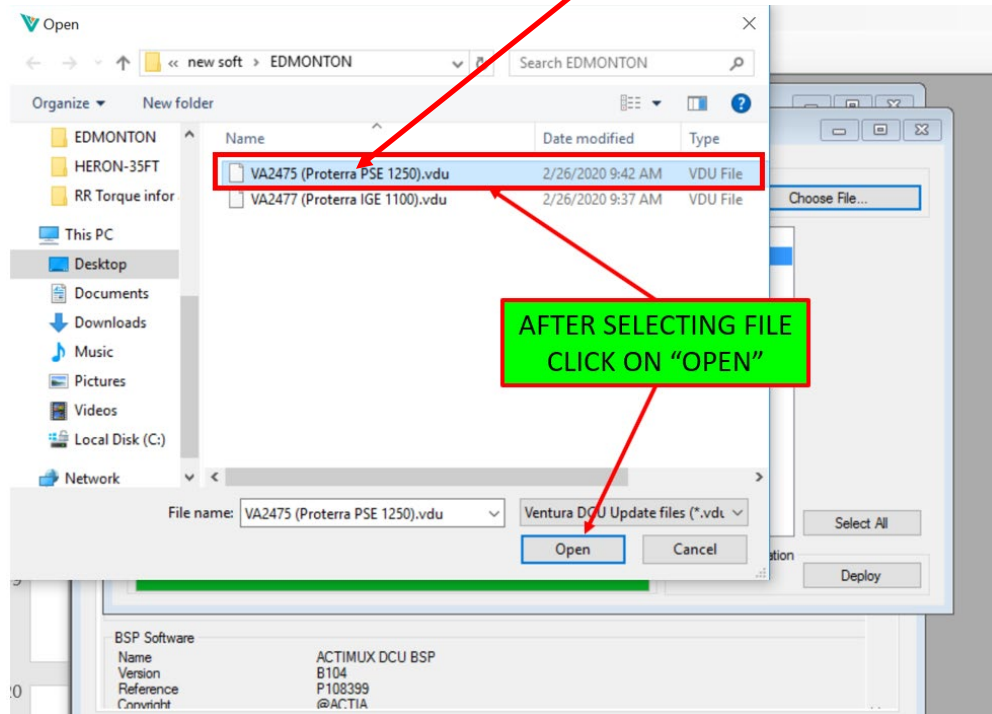 Open
« new soft > EDMONTON
Search EDMONTON
Organize
New folder
EDMONTON
HERON-35FT
RR Torque infor
This PC
Desktop
Documents
Downloads
Music
Pictures
Videos
Local Disk (C:)
Network
Name
Date modified
Type
VA2475 (Proterra PSE 1250).vdu
2/26/2020 9:42 AM
VDU File
VA2477 (Proterra IGE 1100).vdu
2/26/2020 9:37 AM
VDU File
Choose File...
AFTER SELECTING FILE
CLICK ON “OPEN”
File name:
VA2475 (Proterra PSE 1250).vdu
Ventura DCU Update files (*.vdu
Open
Cancel
Select All
Deploy
BSP Software
Name
ACTIMUX DCU BSP
Version
B104
Reference
P108399
Copyright
@ACTIA